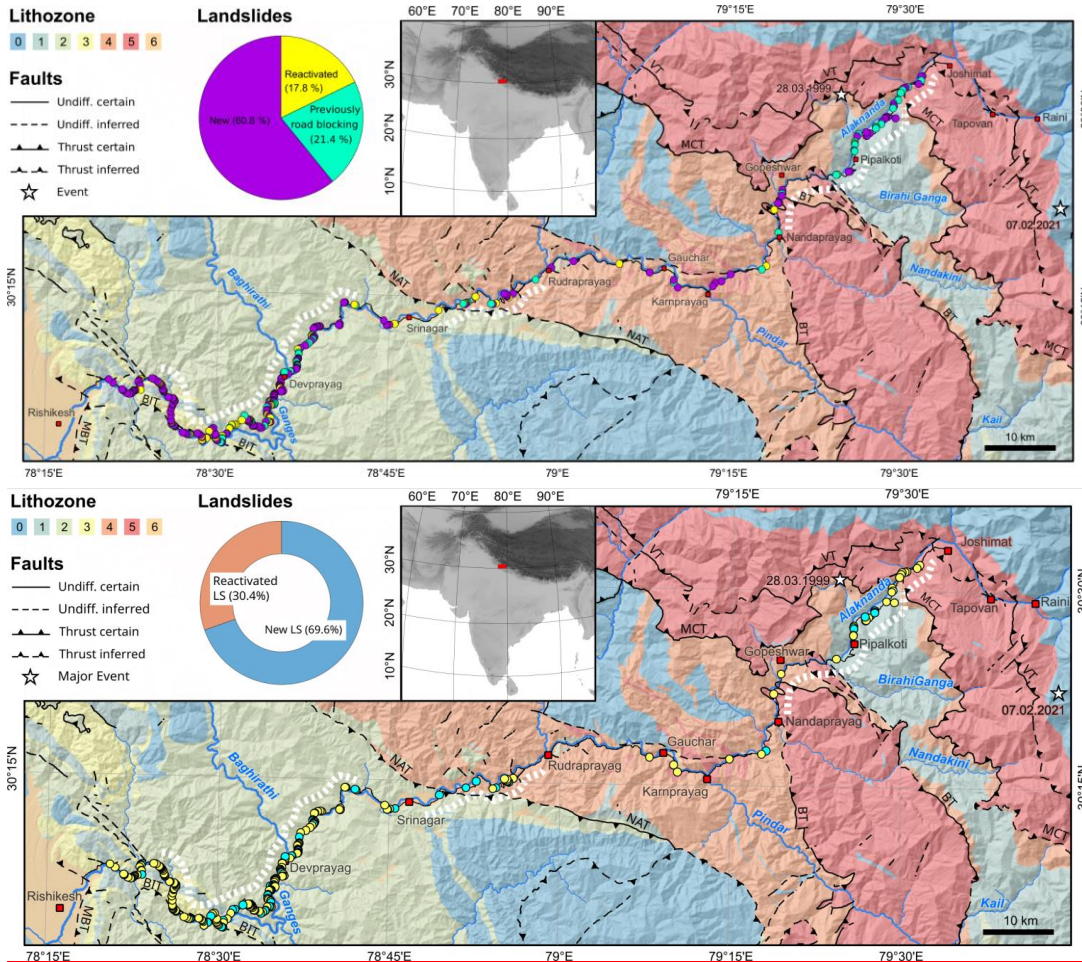 Lithozone
0 1 2 3 4 5 6
Faults
Undiff. certain
Undiff. inferred
Thrust certain
Thrust inferred
Event
Landslides
Reactivated
(17.8 %)
New (60.8 %)
Previously
road blocking
(21.4 %)
60°E 70°E 80°E 90°E
30°N
20°N
10°N
79°15'E 79°30'E
VT
VT
28.03.1999
Joshimat
MCT
Alaknanda
Tapovan
Raini
MCT
Gopeshwar
Pipalkoti
BT
Birahi Ganga
07.02.2021
Nandaprayag
30°15'N
Baghirathi
NAT
Rudraprayag
Gauchar
Nandakini
Karnprayag
BT
Srinagar
Pindar
BT
NAT
MCT
Devprayag
Rishikesh
BIT
Ganges
MBT
BIT
Kail
10 km
78°15'E 78°30'E 78°45'E 79°E 79°15'E 79°30'E
Lithozone
0 1 2 3 4 5 6
Faults
Undiff. certain
Undiff. inferred
Thrust certain
Thrust inferred
Major Event
Landslides
Reactivated
LS (30.4%)
New LS (69.6%)
60°E 70°E 80°E 90°E
30°N
20°N
10°N
79°15'E 79°30'E
VT
VT
28.03.1999
Joshimat
30°30'N
MCT
Alaknanda
Tapovan
Raini
MCT
Gopeshwar
Pipalkoti
BT
BirahiGanga
07.02.2021
Nandaprayag
30°15'N
Baghirathi
NAT
Rudraprayag
Gauchar
Nandakini
30°15'N
Karnprayag
BT
Srinagar
Pindar
BT
NAT
MCT
Devprayag
Rishikesh
BIT
Ganges
MBT
BIT
Kail
10 km
78°15'E 78°30'E 78°45'E 79°E 79°15'E 79°30'E